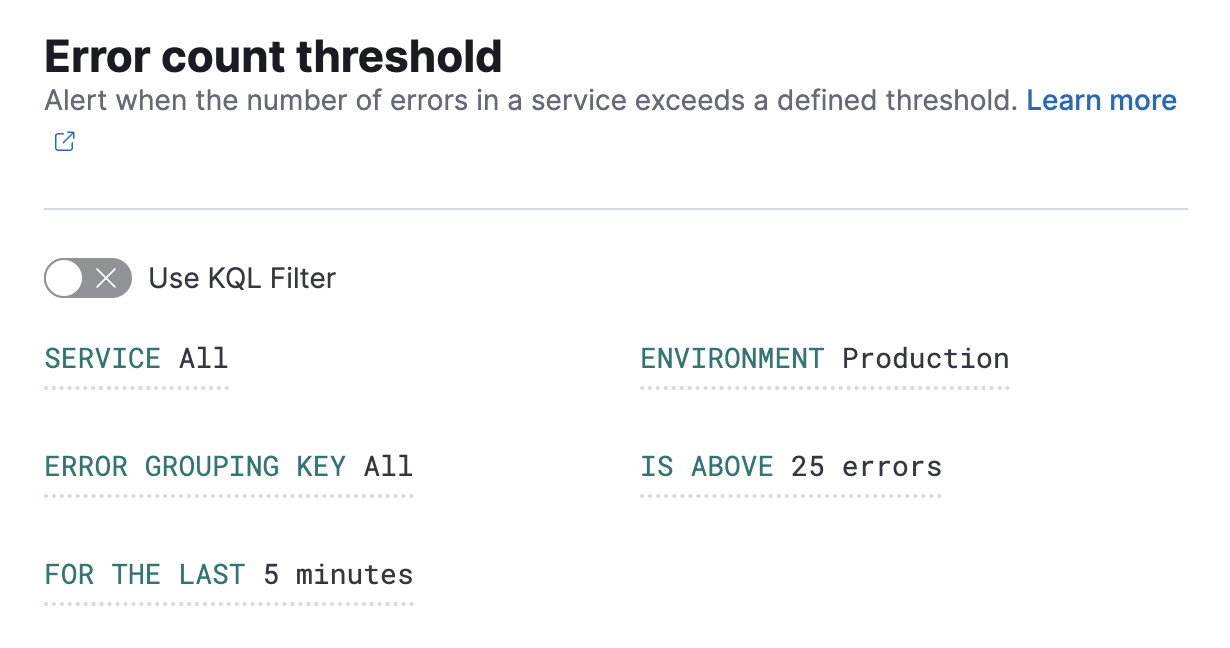 Error count threshold
Alert when the number of errors in a service exceeds a defined threshold. Learn more
Use KQL Filter
SERVICE All
ENVIRONMENT Production
ERROR GROUPING KEY All
IS ABOVE 25 errors
FOR THE LAST 5 minutes